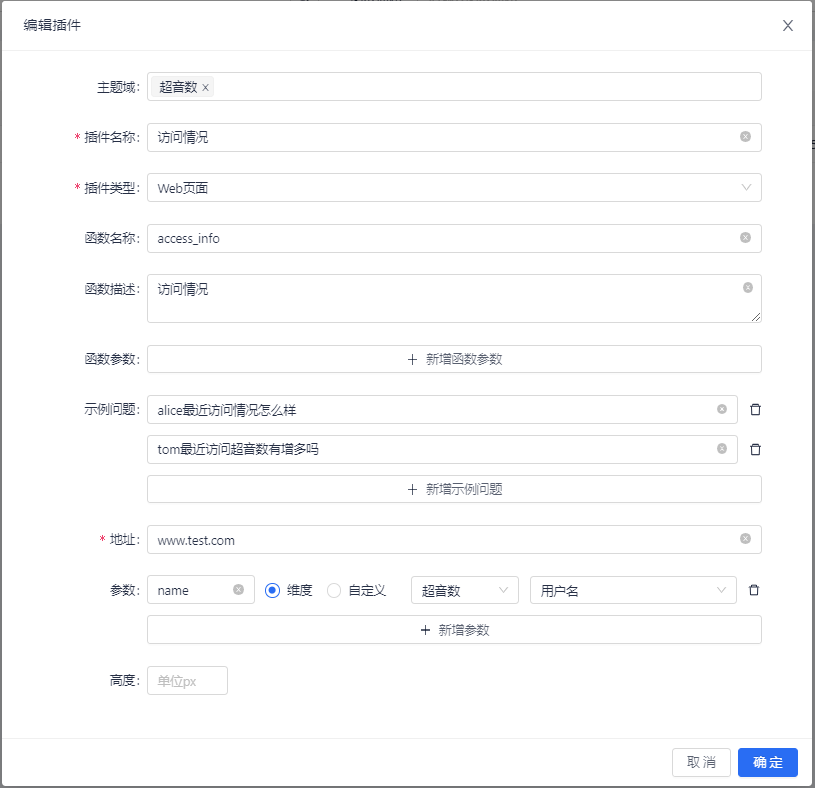 编辑插件
主题域: 超音数
* 插件名称: 访问情况
* 插件类型: Web页面
函数名称: access_info
函数描述: 访问情况
函数参数: + 新增函数参数
示例问题: alice最近访问情况怎么样
tom最近访问超音数有增多吗
+ 新增示例问题
* 地址: www.test.com
参数: name 维度 自定义 超音数 用户名
+ 新增参数
高度: 单位px
取消 确定